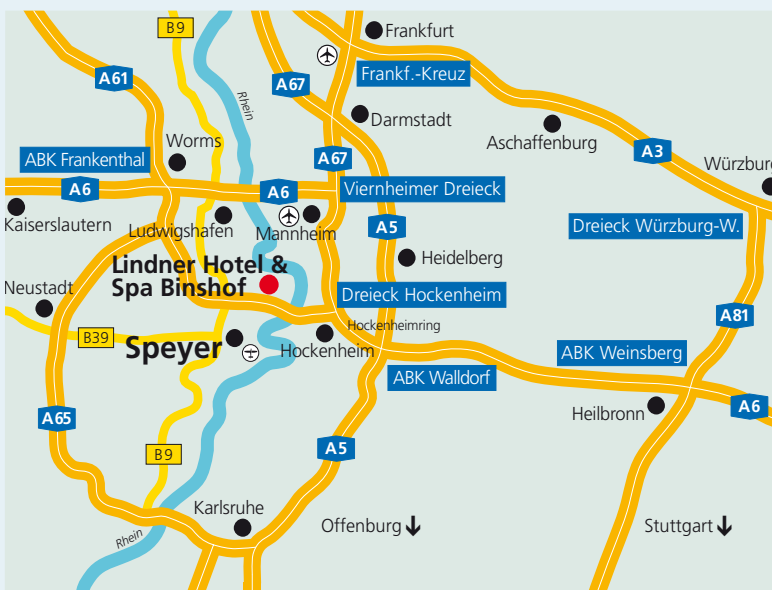 B9
Frankfurt
A61
A67
Frankf.-Kreuz
Rhein
Darmstadt
Aschaffenburg
Worms
ABK Frankenthal
A67
A3
Würzburg
A6
A6
Viernheimer Dreieck
Kaiserslautern
Ludwigshafen
Mannheim
A5
Dreieck Würzburg-W.
Lindner Hotel &
Spa Binshof
Heidelberg
Neustadt
Dreieck Hockenheim
A81
B39
Speyer
Hockenheimring
Hockenheim
ABK Weinsberg
ABK Walldorf
A65
Heilbronn
A6
B9
A5
Karlsruhe
Offenburg
Stuttgart
Rhein